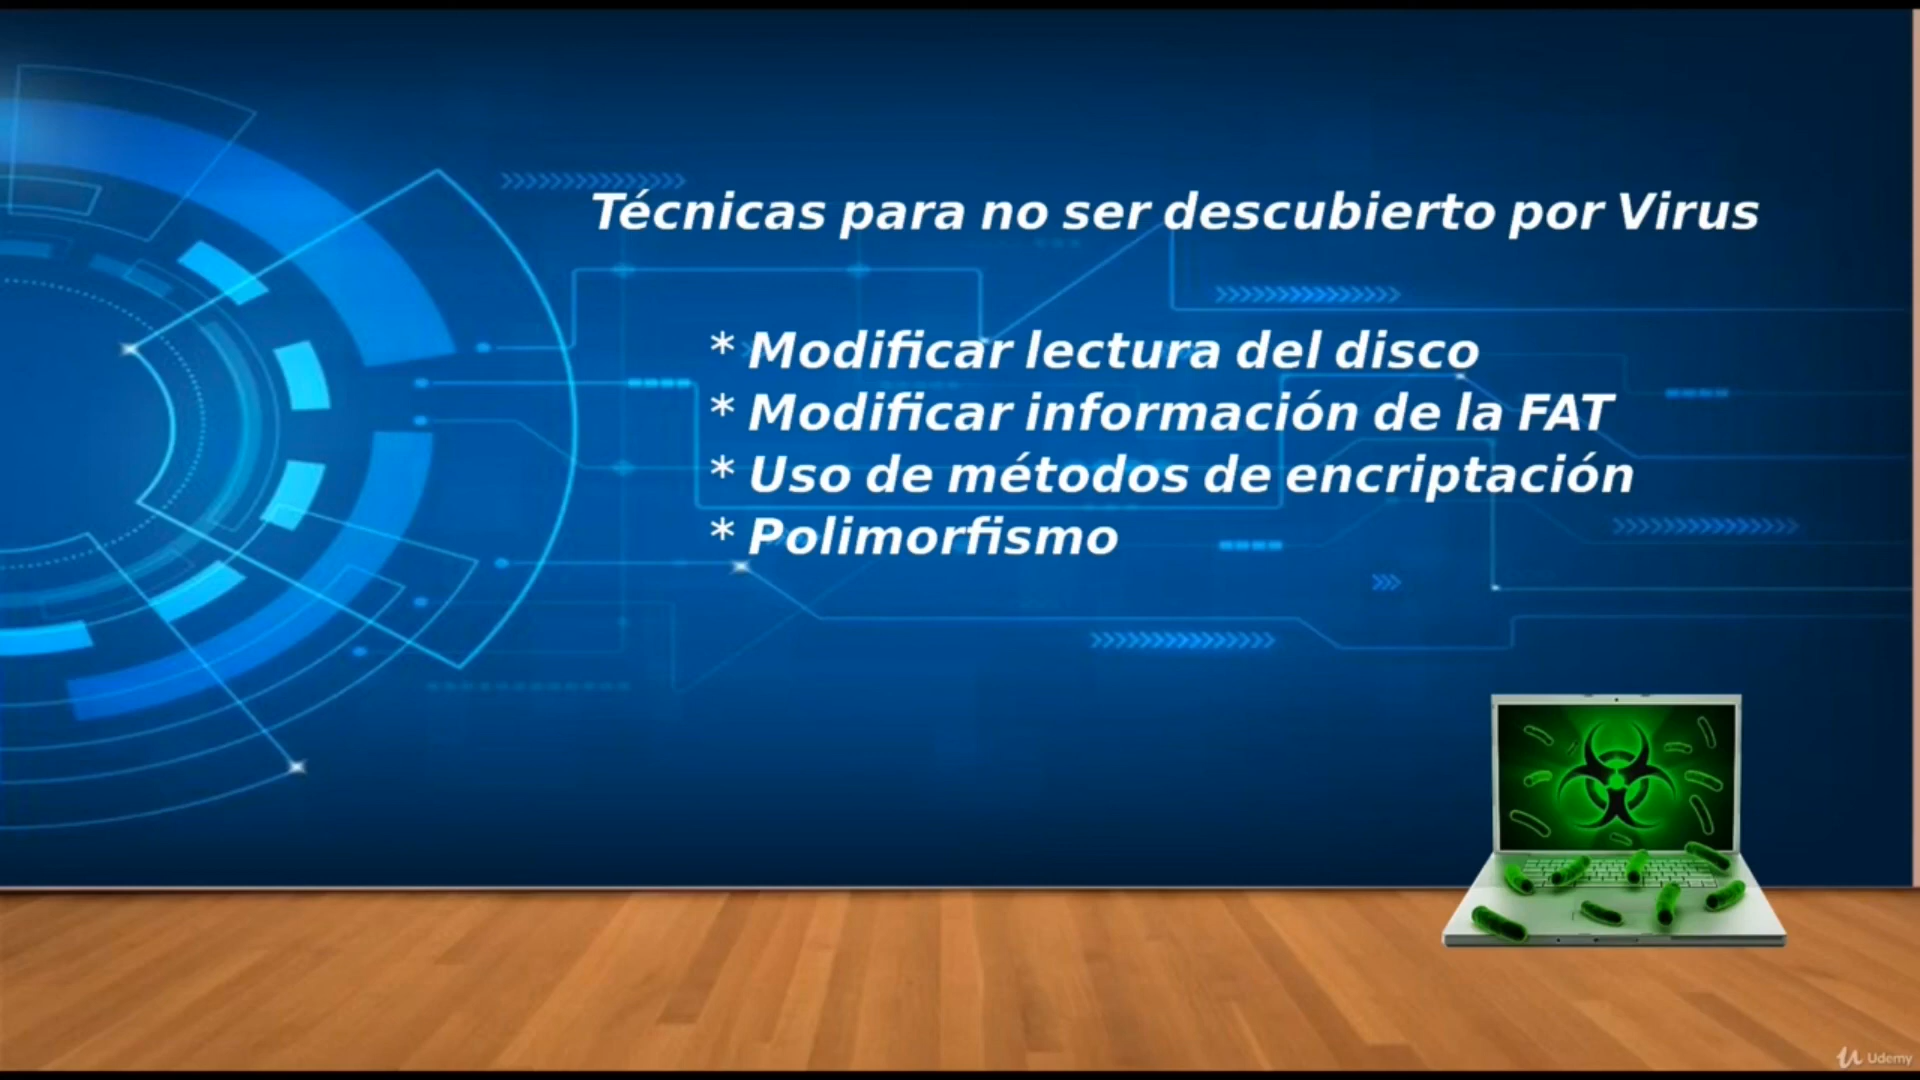 Técnicas para no ser descubierto por Virus
* Modificar lectura del disco
* Modificar información de la FAT
* Uso de métodos de encriptación
* Polimorfismo
Udemy